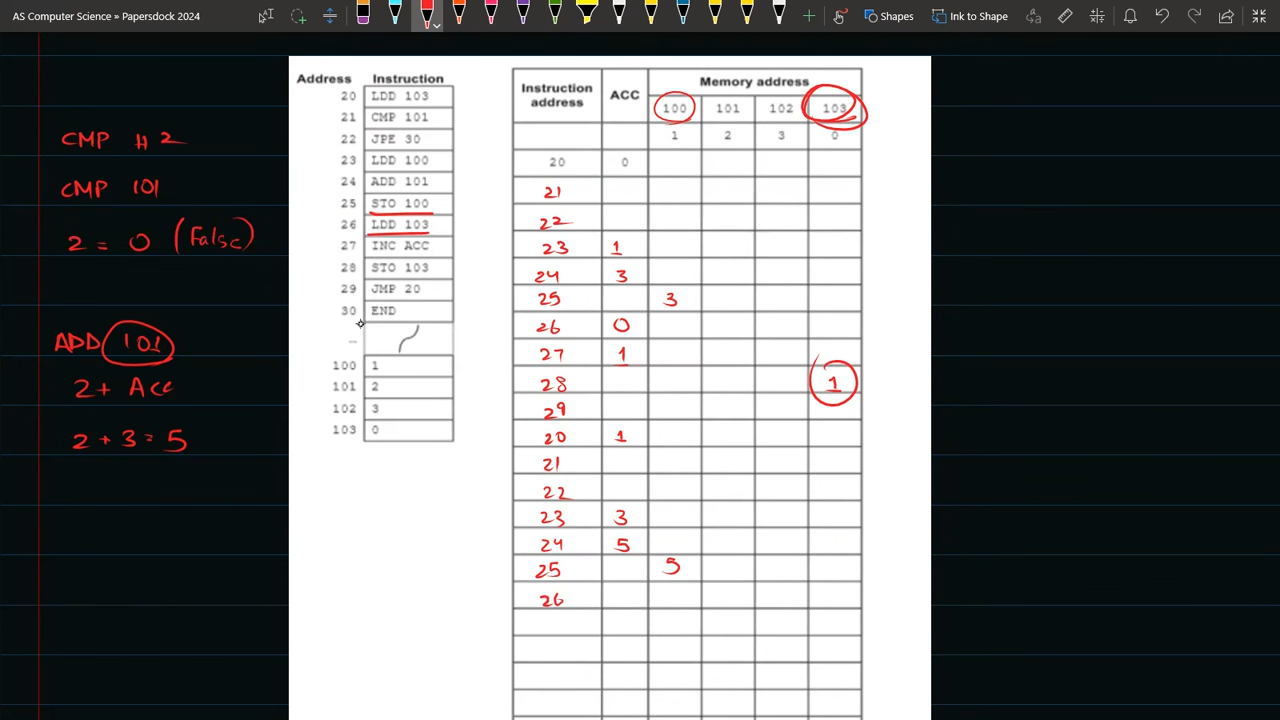 AS Computer Science » Papersdock 2024
Shapes
Ink to Shape
CMP # 2
CMP 101
2 = 0 (False)
ADD 101
2 + Acc
2 + 3 = 5
Address Instruction
20 LDD 103
21 CMP 101
22 JPE 30
23 LDD 100
24 ADD 101
25 STO 100
26 LDD 103
27 INC ACC
28 STO 103
29 JMP 20
30 END
100 1
101 2
102 3
103 0
Instruction address ACC Memory address
100 101 102 103
1 2 3 0
20 0
21
22
23 1
24 3
25 3
26 0
27 1
28 1
29
20 1
21
22
23 3
24 5
25 5
26